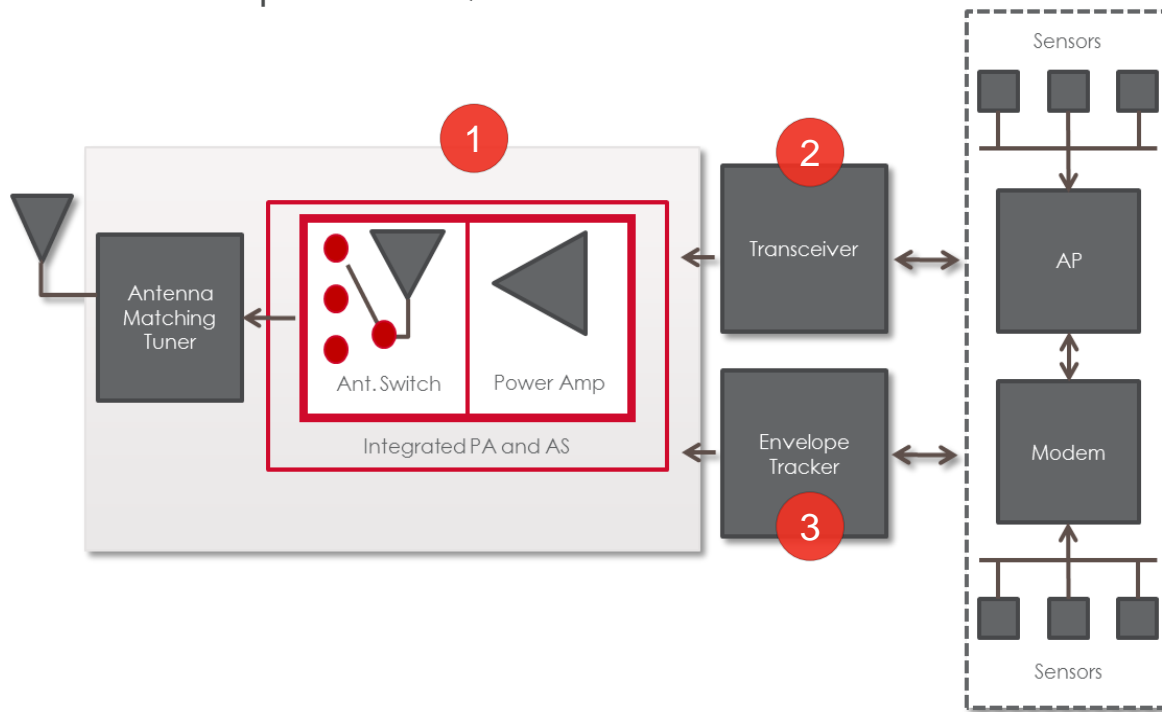 Sensors
1
2
Transceiver
AP
Antenna
Matching
Tuner
Ant. Switch
Power Amp
Integrated PA and AS
Envelope
Tracker
3
Modem
Sensors